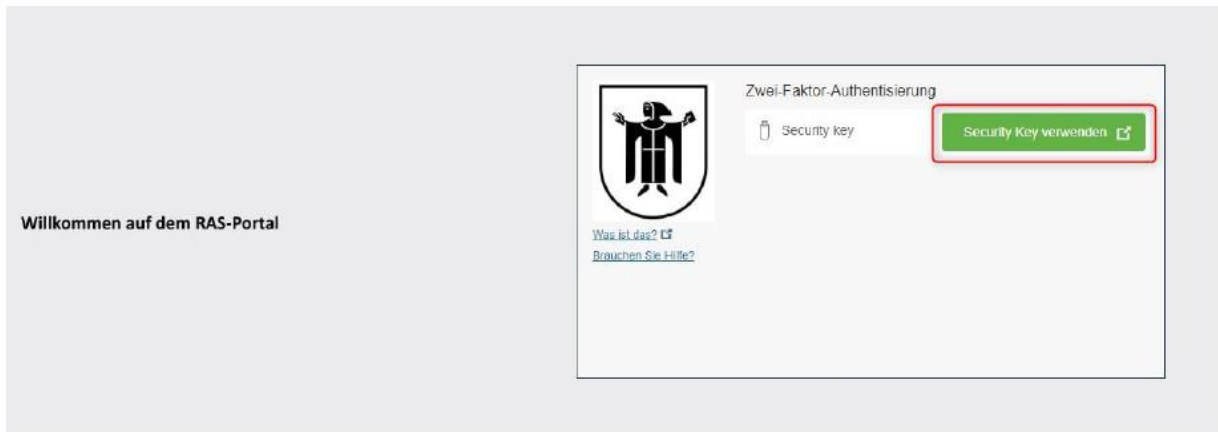 Willkommen auf dem RAS-Portal
Zwei-Faktor-Authentisierung
Security key
Security Key verwenden
Was ist das?
Brauchen Sie Hilfe?